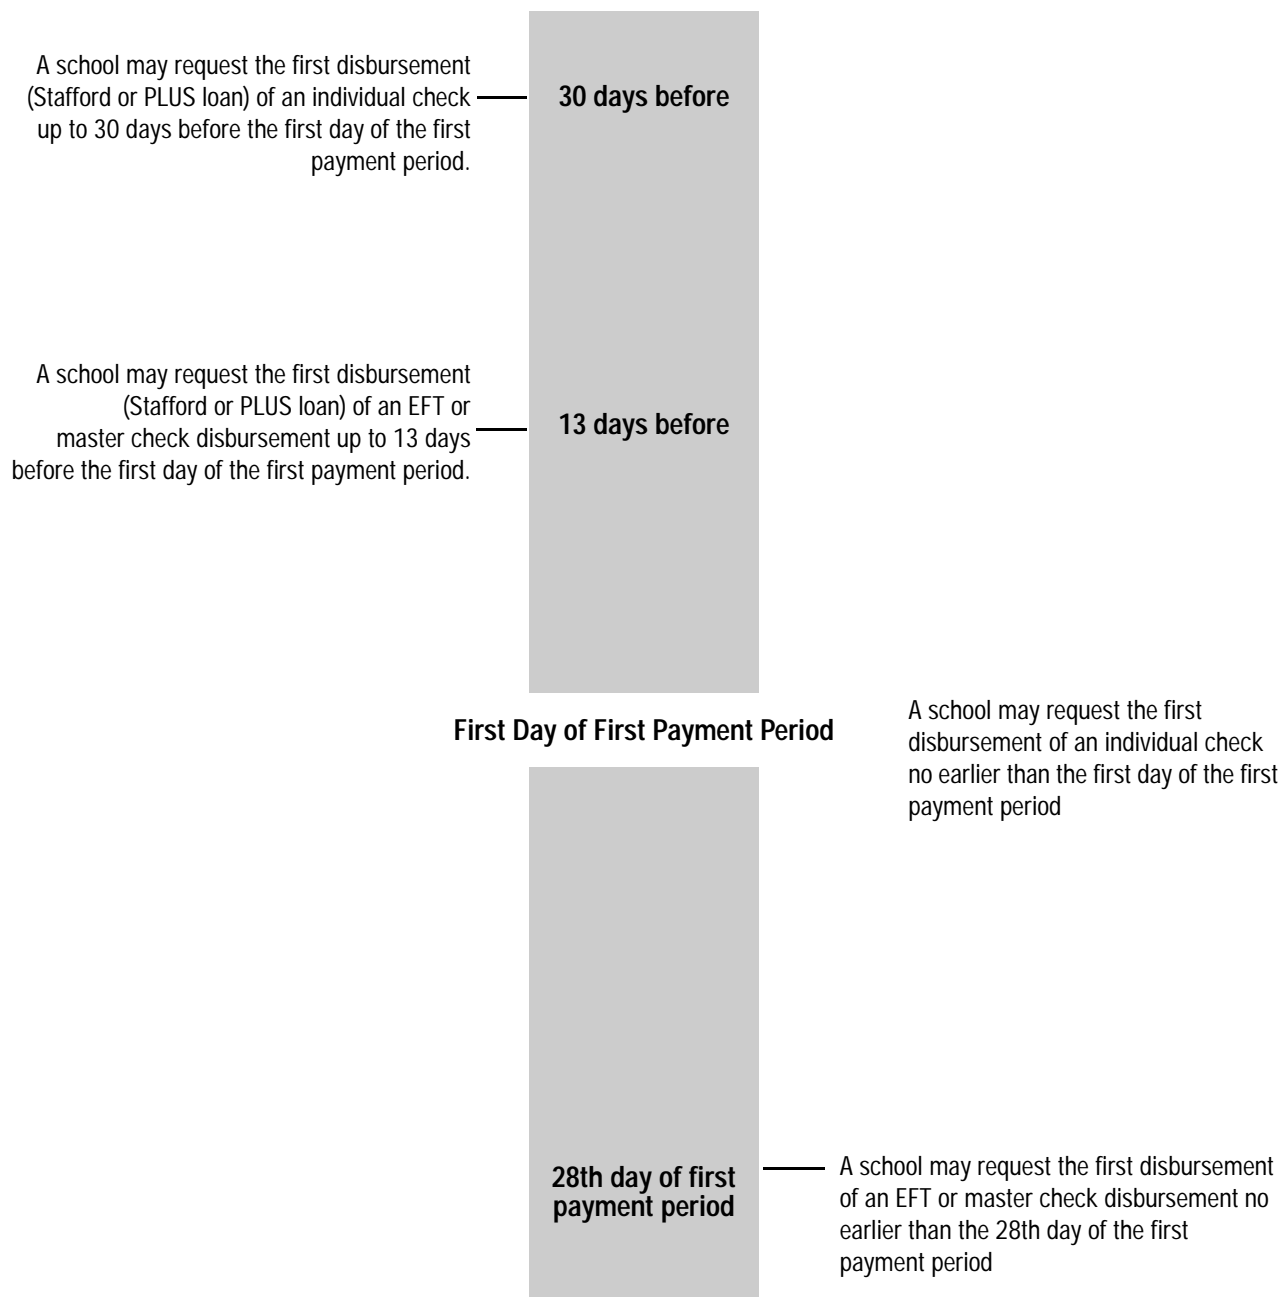 A school may request the first disbursement
(Stafford or PLUS loan) of an individual check
up to 30 days before the first day of the first
payment period.
30 days before
A school may request the first disbursement
(Stafford or PLUS loan) of an EFT or
master check disbursement up to 13 days
before the first day of the first payment period.
13 days before
First Day of First Payment Period
A school may request the first
disbursement of an individual check
no earlier than the first day of the first
payment period
28th day of first
payment period
A school may request the first disbursement
of an EFT or master check disbursement no
earlier than the 28th day of the first
payment period